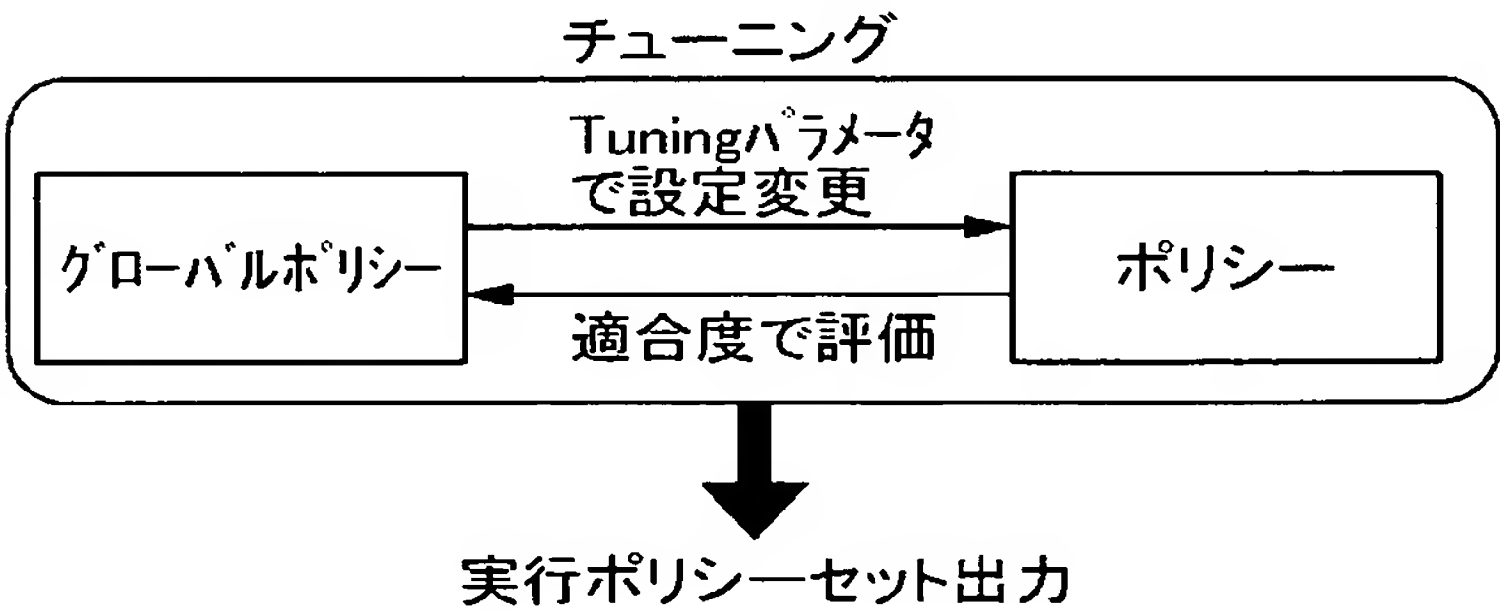 チューニング
Tuningパラメータ
で設定変更
グローバルポリシー
ポリシー
適合度で評価
実行ポリシーセット出力